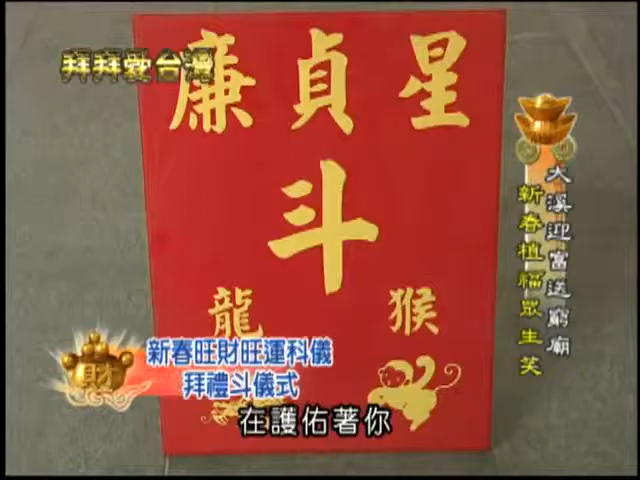 拜拜愛台灣
廉貞星
斗
龍 猴
大溪迎富送窮廟
新春植福眾生笑
財
新春旺財旺運科儀
拜禮斗儀式
在護佑著你